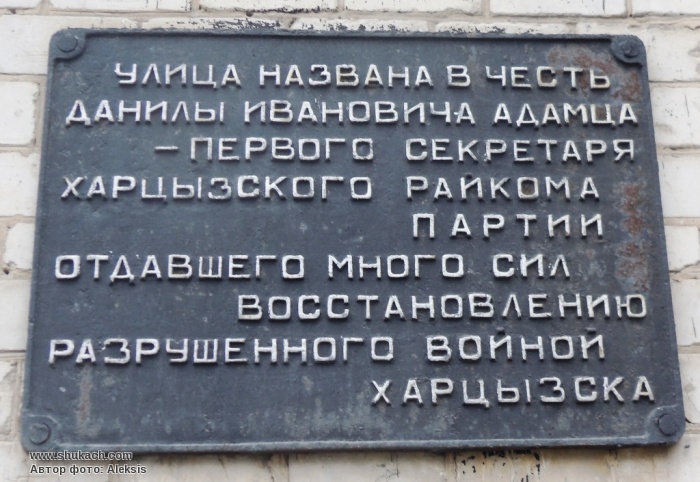 УЛИЦА НАЗВАНА В ЧЕСТЬ
ДАНИЛЫ ИВАНОВИЧА АДАМЦА
– ПЕРВОГО СЕКРЕТАРЯ
ХАРЦЫЗСКОГО РАЙКОМА
ПАРТИИ
ОТДАВШЕГО МНОГО СИЛ
ВОССТАНОВЛЕНИЮ
РАЗРУШЕННОГО ВОЙНОЙ
ХАРЦЫЗСКА
www.shukach.com
Автор фото: Aleksis